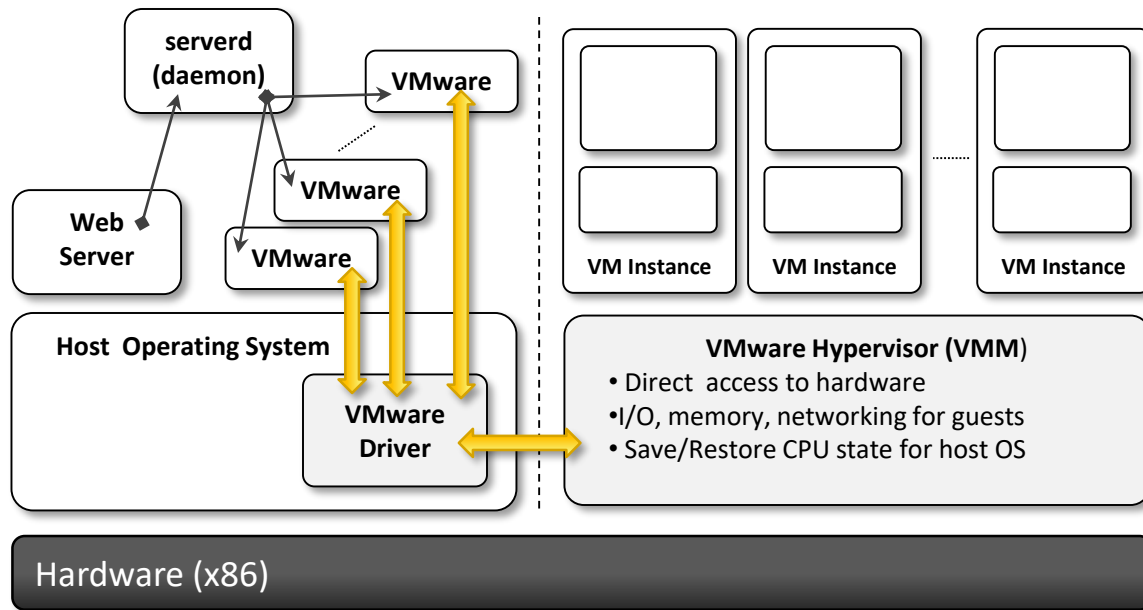 serverd
(daemon)
VMware
VMware
VMware
Web
Server
Host  Operating System
VMware
Driver
VM Instance
VM Instance
VM Instance
VMware Hypervisor (VMM)
• Direct  access to hardware
•I/O, memory, networking for guests
• Save/Restore CPU state for host OS
Hardware (x86)